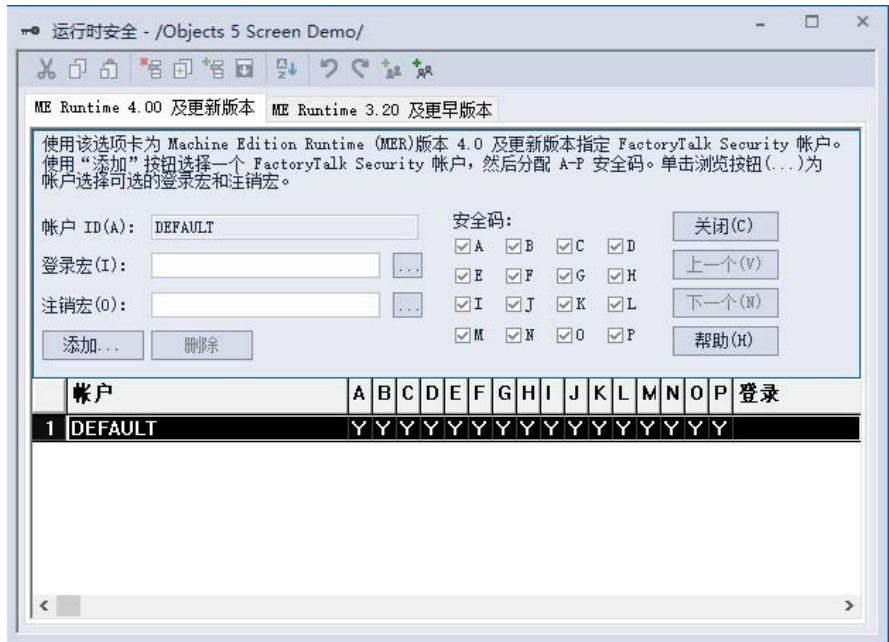 运行时安全 - /Objects 5 Screen Demo/
ME Runtime 4.00 及更新版本 ME Runtime 3.20 及更早版本
使用该选项卡为 Machine Edition Runtime (MER)版本 4.0 及更新版本指定 FactoryTalk Security 帐户。
使用“添加”按钮选择一个 FactoryTalk Security 帐户，然后分配 A-P 安全码。单击浏览按钮(...)为
帐户选择可选的登录宏和注销宏。
帐户 ID(A): DEFAULT
登录宏(I): ...
注销宏(O): ...
添加... 删除
安全码:
A B C D
E F G H
I J K L
M N O P
关闭(C)
上一个(V)
下一个(N)
帮助(H)
帐户 A B C D E F G H I J K L M N O P 登录
1 DEFAULT Y Y Y Y Y Y Y Y Y Y Y Y Y Y Y Y